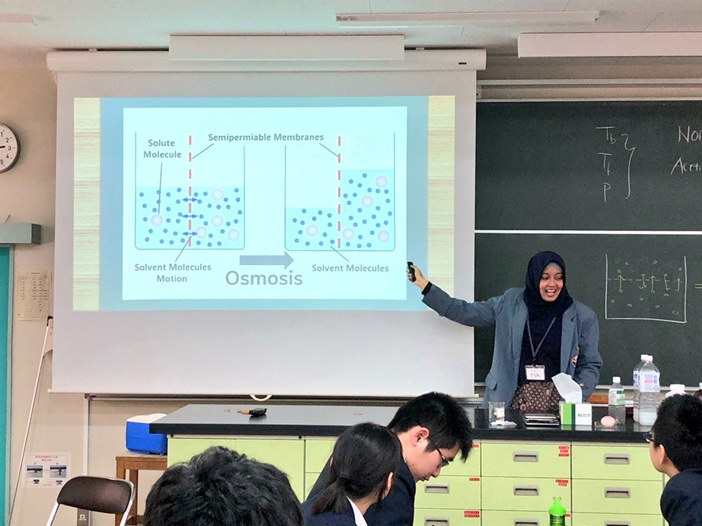 Solute
Molecule
Semipermiable Membranes
Solvent Molecules
Motion
Osmosis
Solvent Molecules
Tb
Tf
P